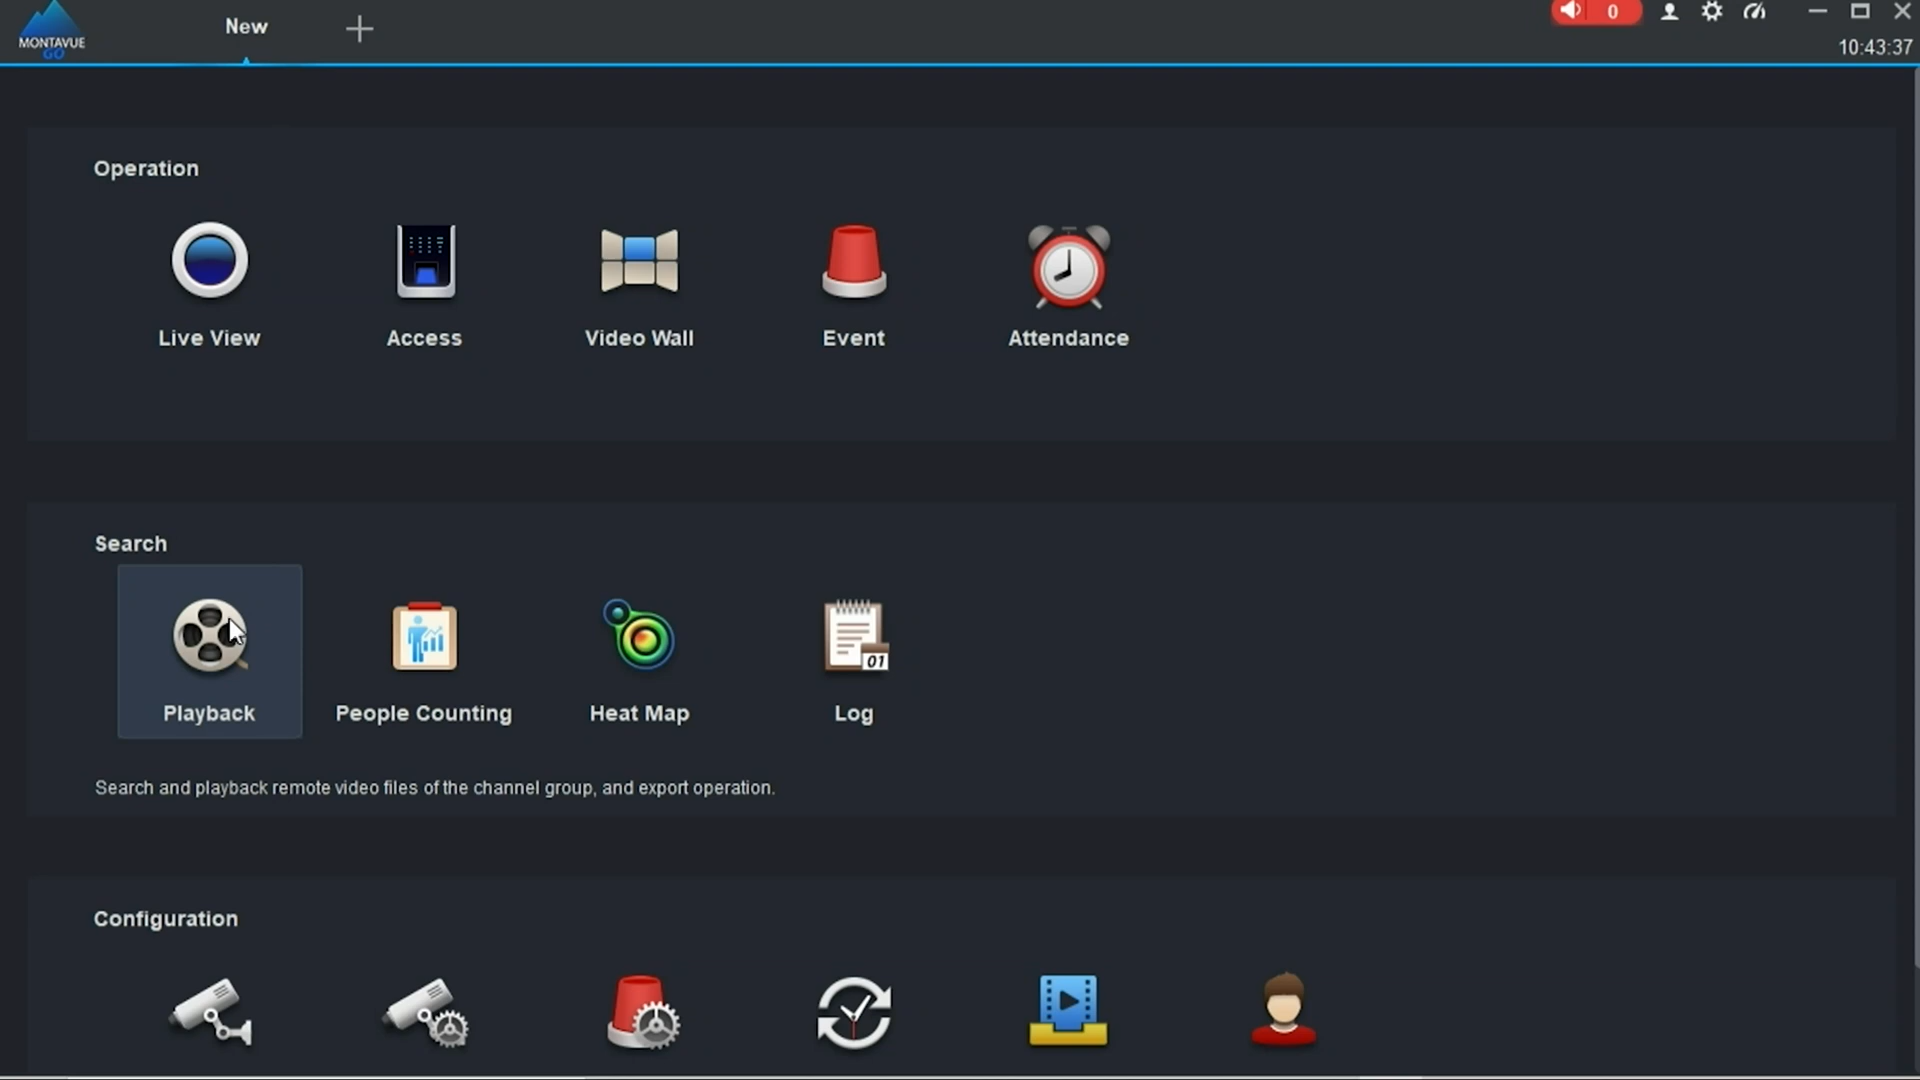 MONTAVUE
GO
New
0
10:43:37
Operation
Live View
Access
Video Wall
Event
Attendance
Search
01
Playback
People Counting
Heat Map
Log
Search and playback remote video files of the channel group, and export operation.
Configuration